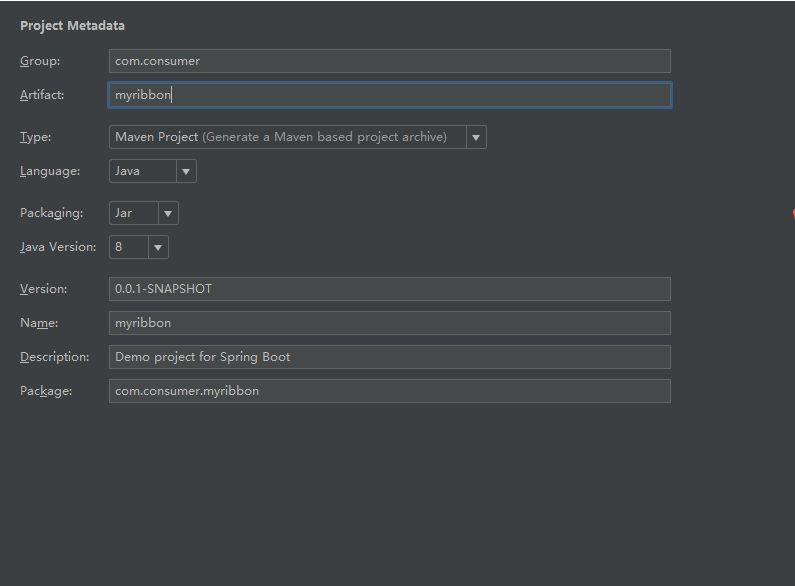 Project Metadata
Group: com.consumer
Artifact: myribbon
Type: Maven Project (Generate a Maven based project archive)
Language: Java
Packaging: Jar
Java Version: 8
Version: 0.0.1-SNAPSHOT
Name: myribbon
Description: Demo project for Spring Boot
Package: com.consumer.myribbon